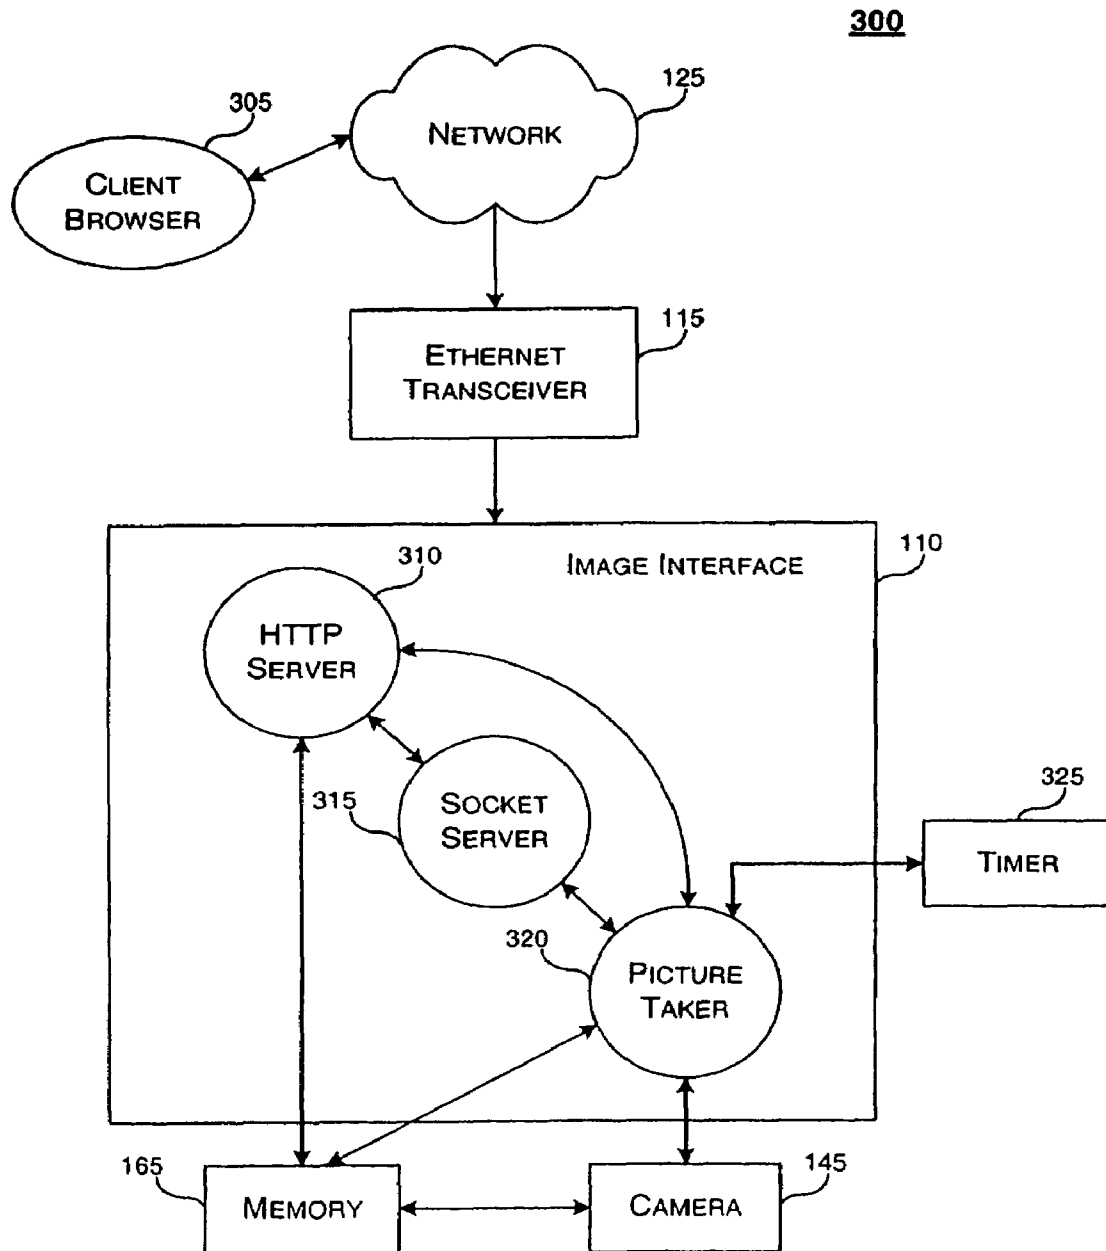 300
125
305
NETWORK
CLIENT
BROWSER
115
ETHERNET
TRANSCEIVER
110
310
IMAGE INTERFACE
HTTP
SERVER
325
315
SOCKET
SERVER
TIMER
320
PICTURE
TAKER
165
145
MEMORY
CAMERA